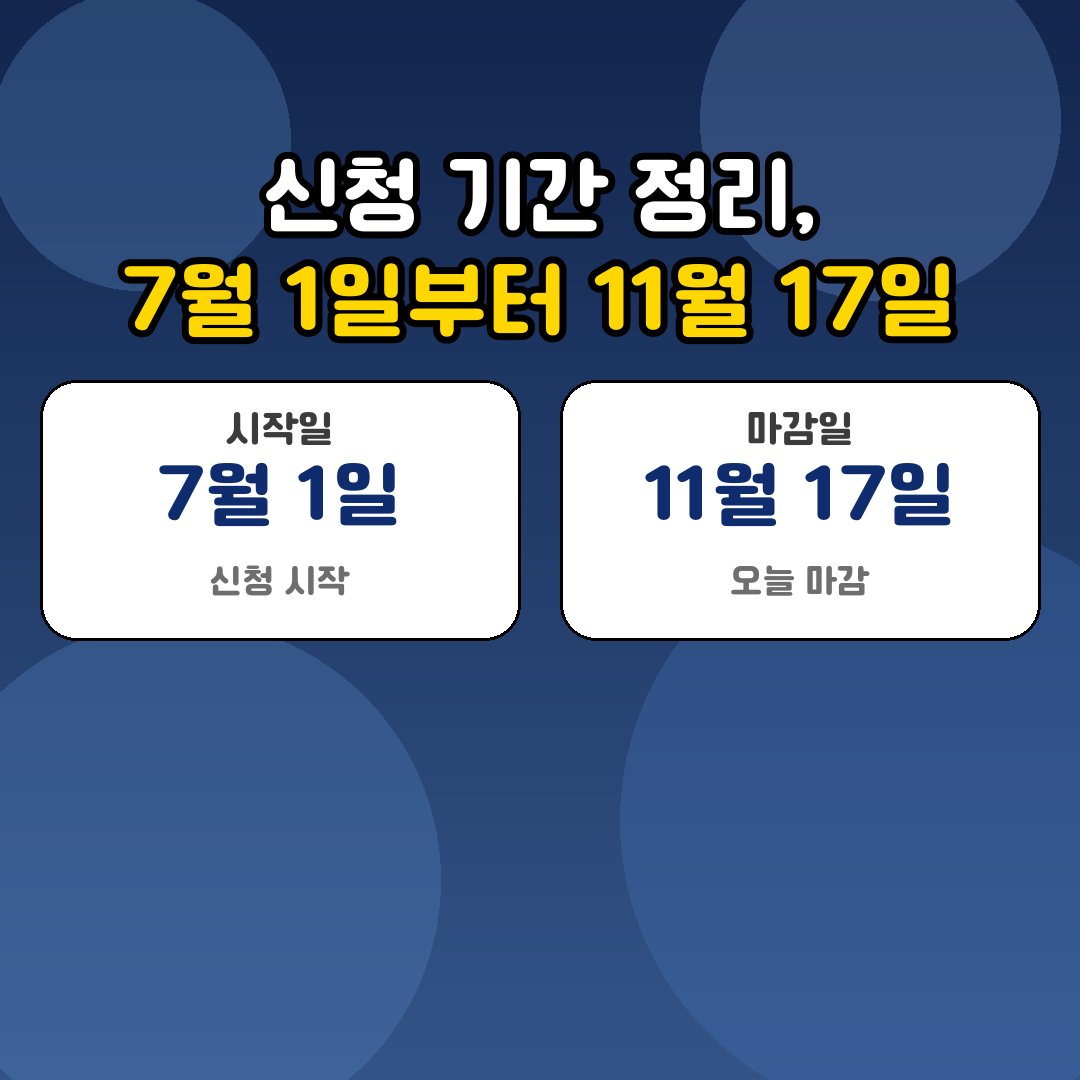 신청 기간 정리,
7월 1일부터 11월 17일
시작일
7월 1일
신청 시작
마감일
11월 17일
오늘 마감